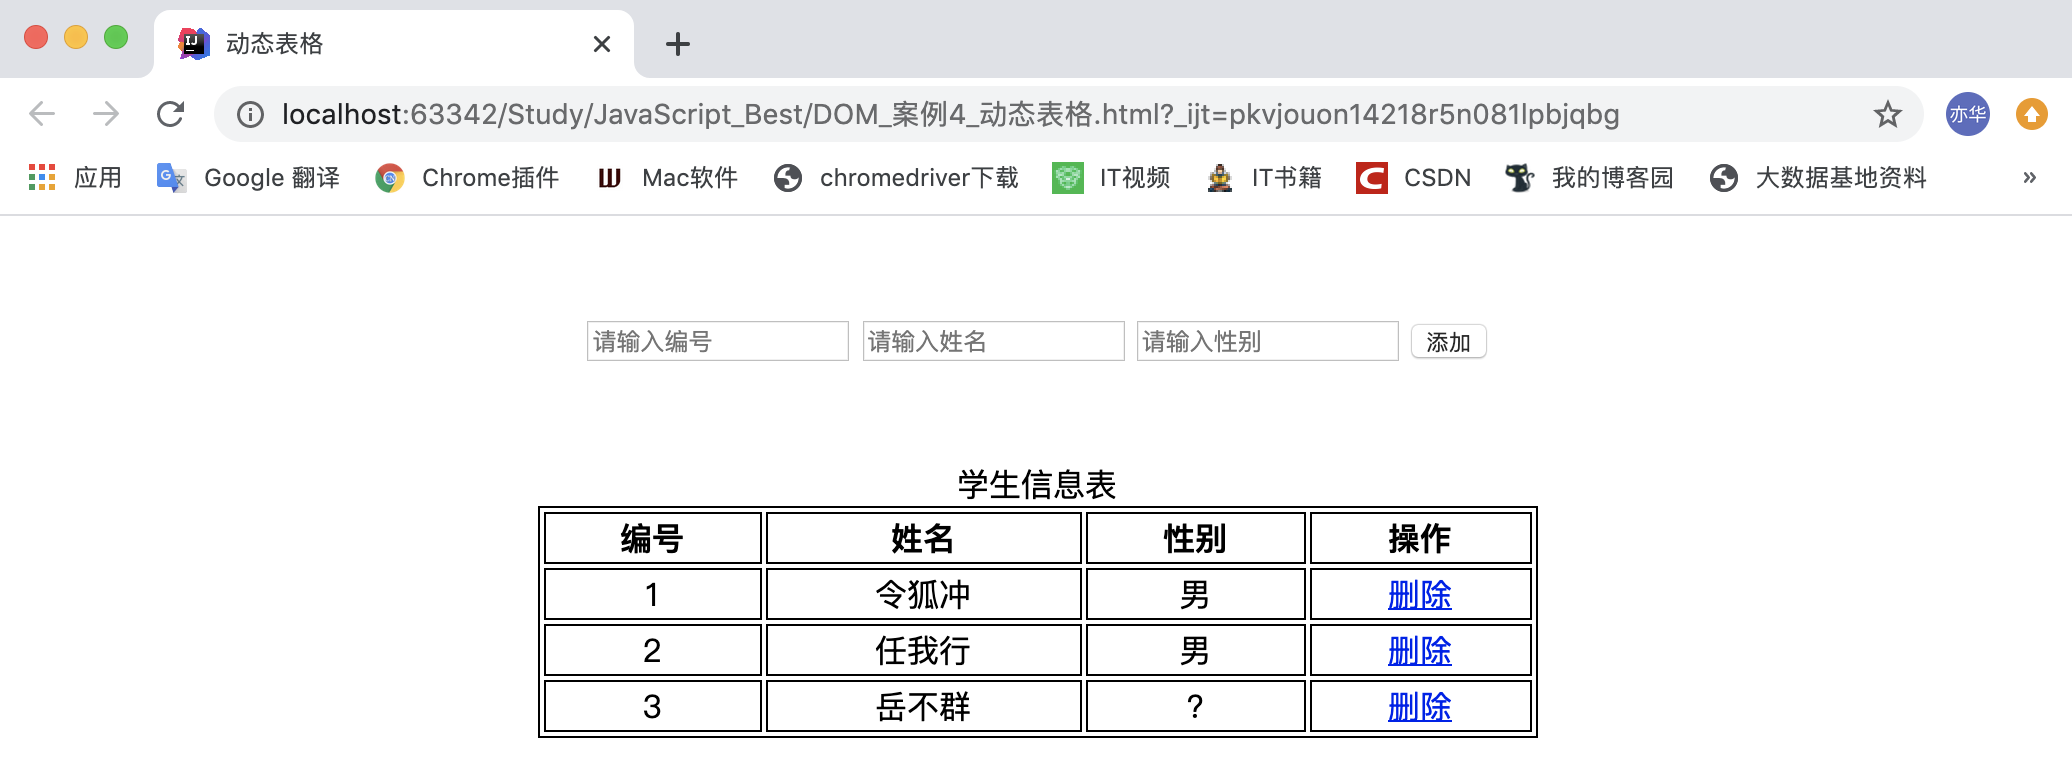 动态表格
localhost:63342/Study/JavaScript_Best/DOM_案例4_动态表格.html?_ijt=pkvjouon14218r5n081lpbjqbg 亦华
应用 Google 翻译 Chrome插件 Mac软件 chromedriver下载 IT视频 IT书籍 CSDN 我的博客园 大数据基地资料 »
请输入编号 请输入姓名 请输入性别 添加
学生信息表
编号 姓名 性别 操作
1 令狐冲 男 删除
2 任我行 男 删除
3 岳不群 ? 删除